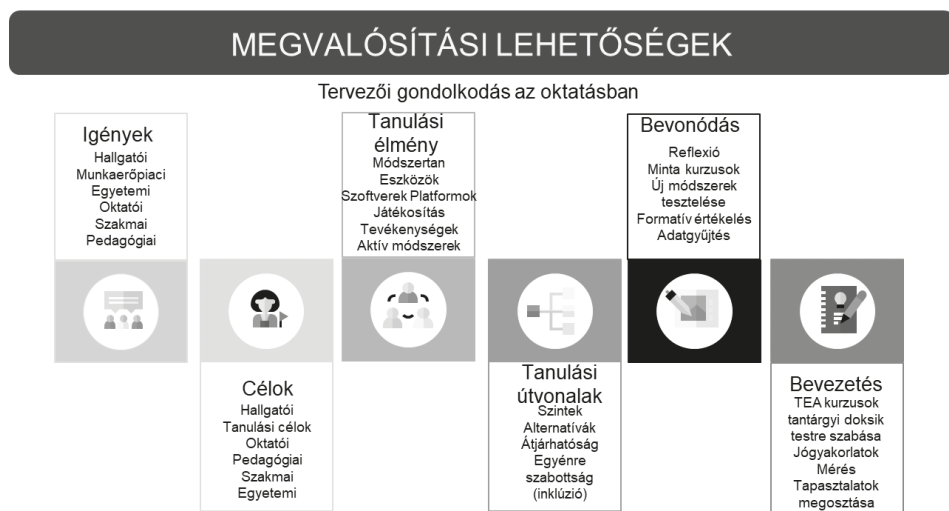 MEGVALÓSÍTÁSI LEHETŐSÉGEK
Tervezői gondolkodás az oktatásban
Igények
Hallgatói
Munkaerőpiaci
Egyetemi
Oktatói
Szakmai
Pedagógiai
Célok
Hallgatói
Tanulási célok
Oktatói
Pedagógiai
Szakmai
Egyetemi
Tanulási
élmény
Módszertan
Eszközök
Szoftverek Platformok
Játékosítás
Tevékenységek
Aktív módszerek
Tanulási
útvonalak
Szintek
Alternatívák
Átjárhatóság
Egyénre
szabottság
(inklúzió)
Bevonódás
Reflexió
Minta kurzusok
Új módszerek
tesztelése
Formatív értékelés
Adatgyűjtés
Bevezetés
TEA kurzusok
tantárgyi doksik
testre szabása
Jógyakorlatok
Mérés
Tapasztalatok
megosztása